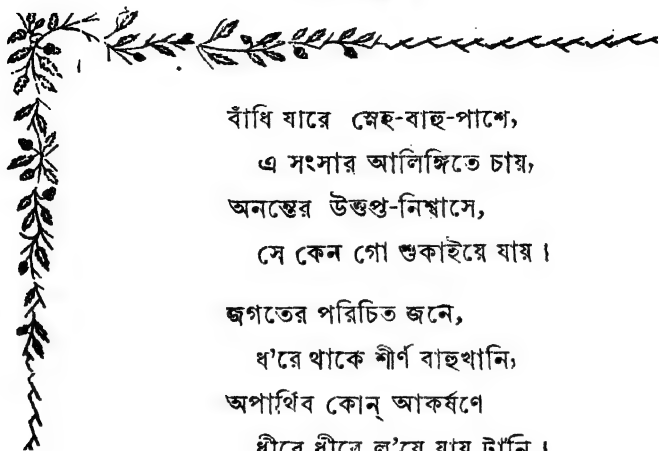 বাঁধি যারে স্নেহ-বাহু-পাশে,
এ সংসার আলিঙ্গিতে চায়,
অনন্তের উত্তপ্ত-নিশ্বাসে,
সে কেন গো শুকাইয়ে যায়।
জগতের পরিচিত জনে,
ধ'রে থাকে শীর্ণ বাহুখানি,
অপার্থিব কোন্ আকর্ষণে
ধীরে ধীরে ল'য়ে যায় টানি।